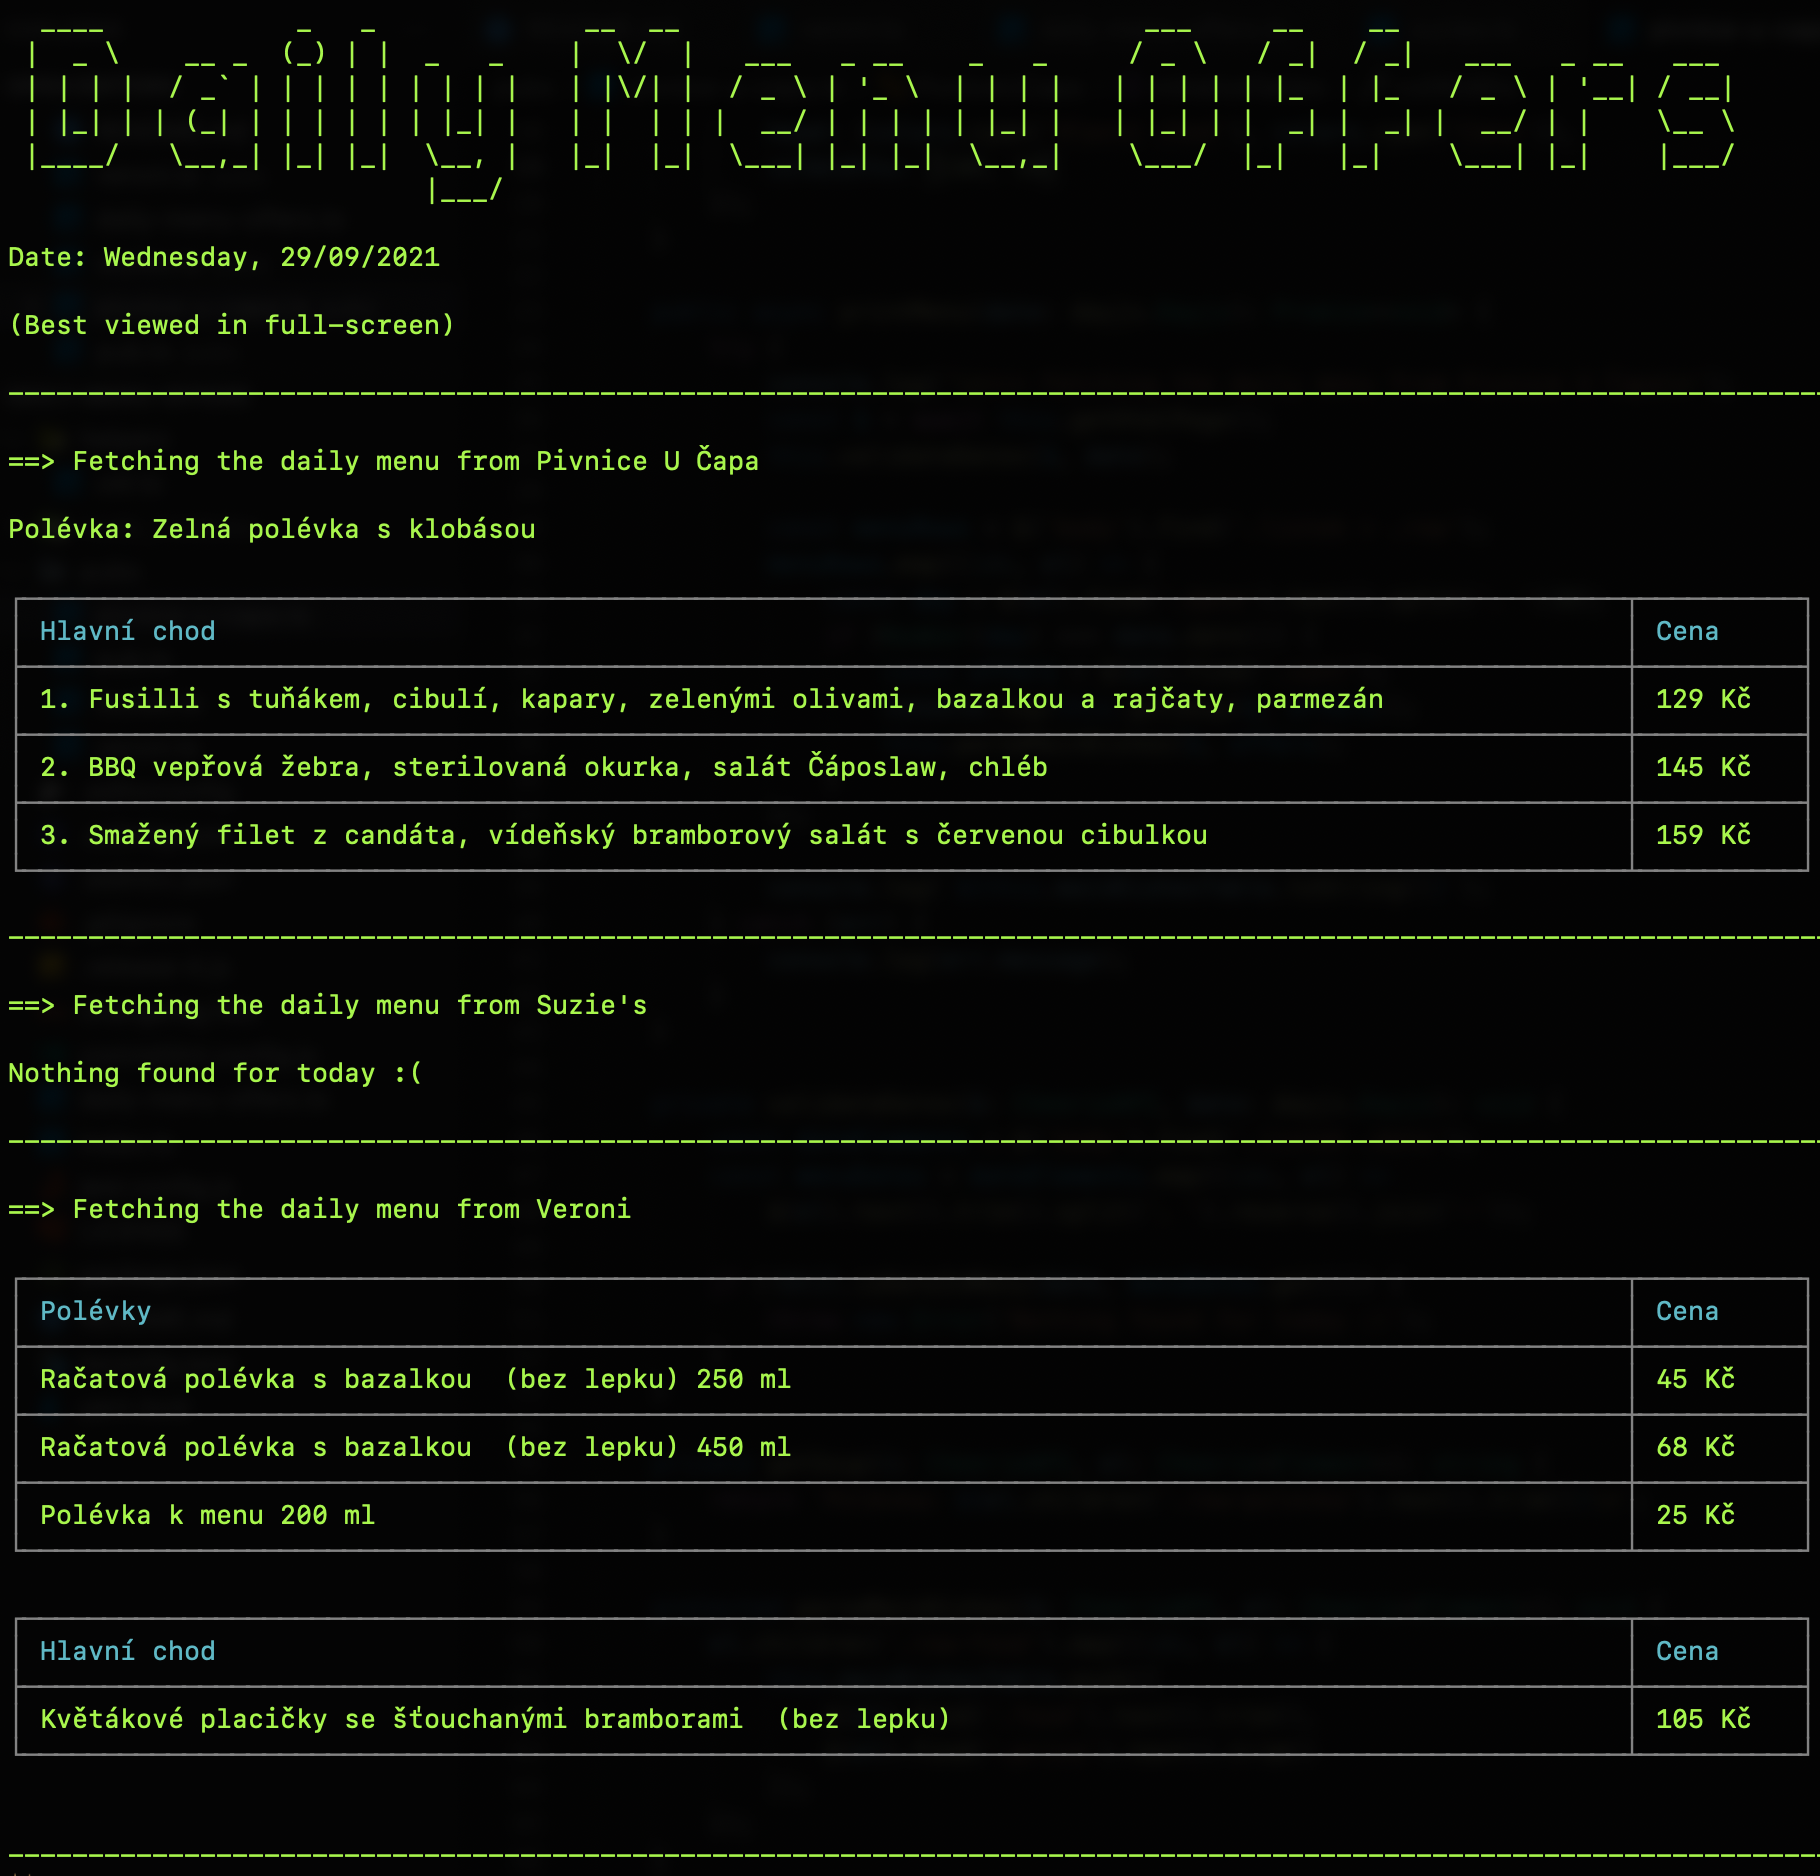 Daily Menu Offers
Date: Wednesday, 29/09/2021
(Best viewed in full-screen)
==> Fetching the daily menu from Pivnice U Čapa
Polévka: Zelná polévka s klobásou
Hlavní chod Cena
1. Fusilli s tuňákem, cibulí, kapary, zelenými olivami, bazalkou a rajčaty, parmezán 129 Kč
2. BBQ vepřová žebra, sterilovaná okurka, salát Čáposlaw, chléb 145 Kč
3. Smažený filet z candáta, vídeňský bramborový salát s červenou cibulkou 159 Kč
==> Fetching the daily menu from Suzie's
Nothing found for today :(
==> Fetching the daily menu from Veroni
Polévky Cena
Račatová polévka s bazalkou  (bez lepku) 250 ml 45 Kč
Račatová polévka s bazalkou  (bez lepku) 450 ml 68 Kč
Polévka k menu 200 ml 25 Kč
Hlavní chod Cena
Květákové placičky se šťouchanými bramborami  (bez lepku) 105 Kč